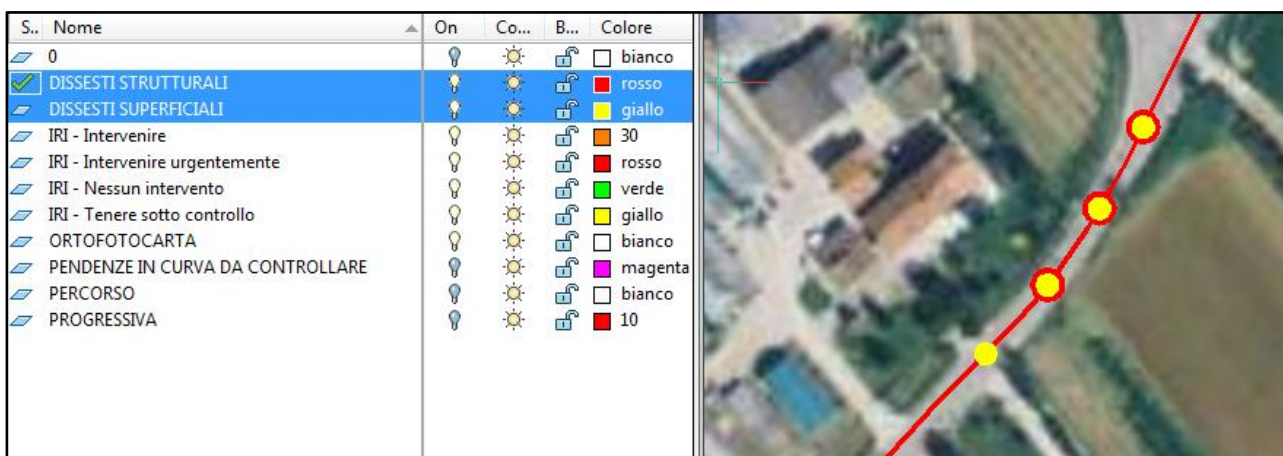 S.. Nome On Co... B... Colore
0 bianco
DISSESTI STRUTTURALI rosso
DISSESTI SUPERFICIALI giallo
IRI - Intervenire 30
IRI - Intervenire urgentemente rosso
IRI - Nessun intervento verde
IRI - Tenere sotto controllo giallo
ORTOFOTOCARTA bianco
PENDENZE IN CURVA DA CONTROLLARE magenta
PERCORSO bianco
PROGRESSIVA 10